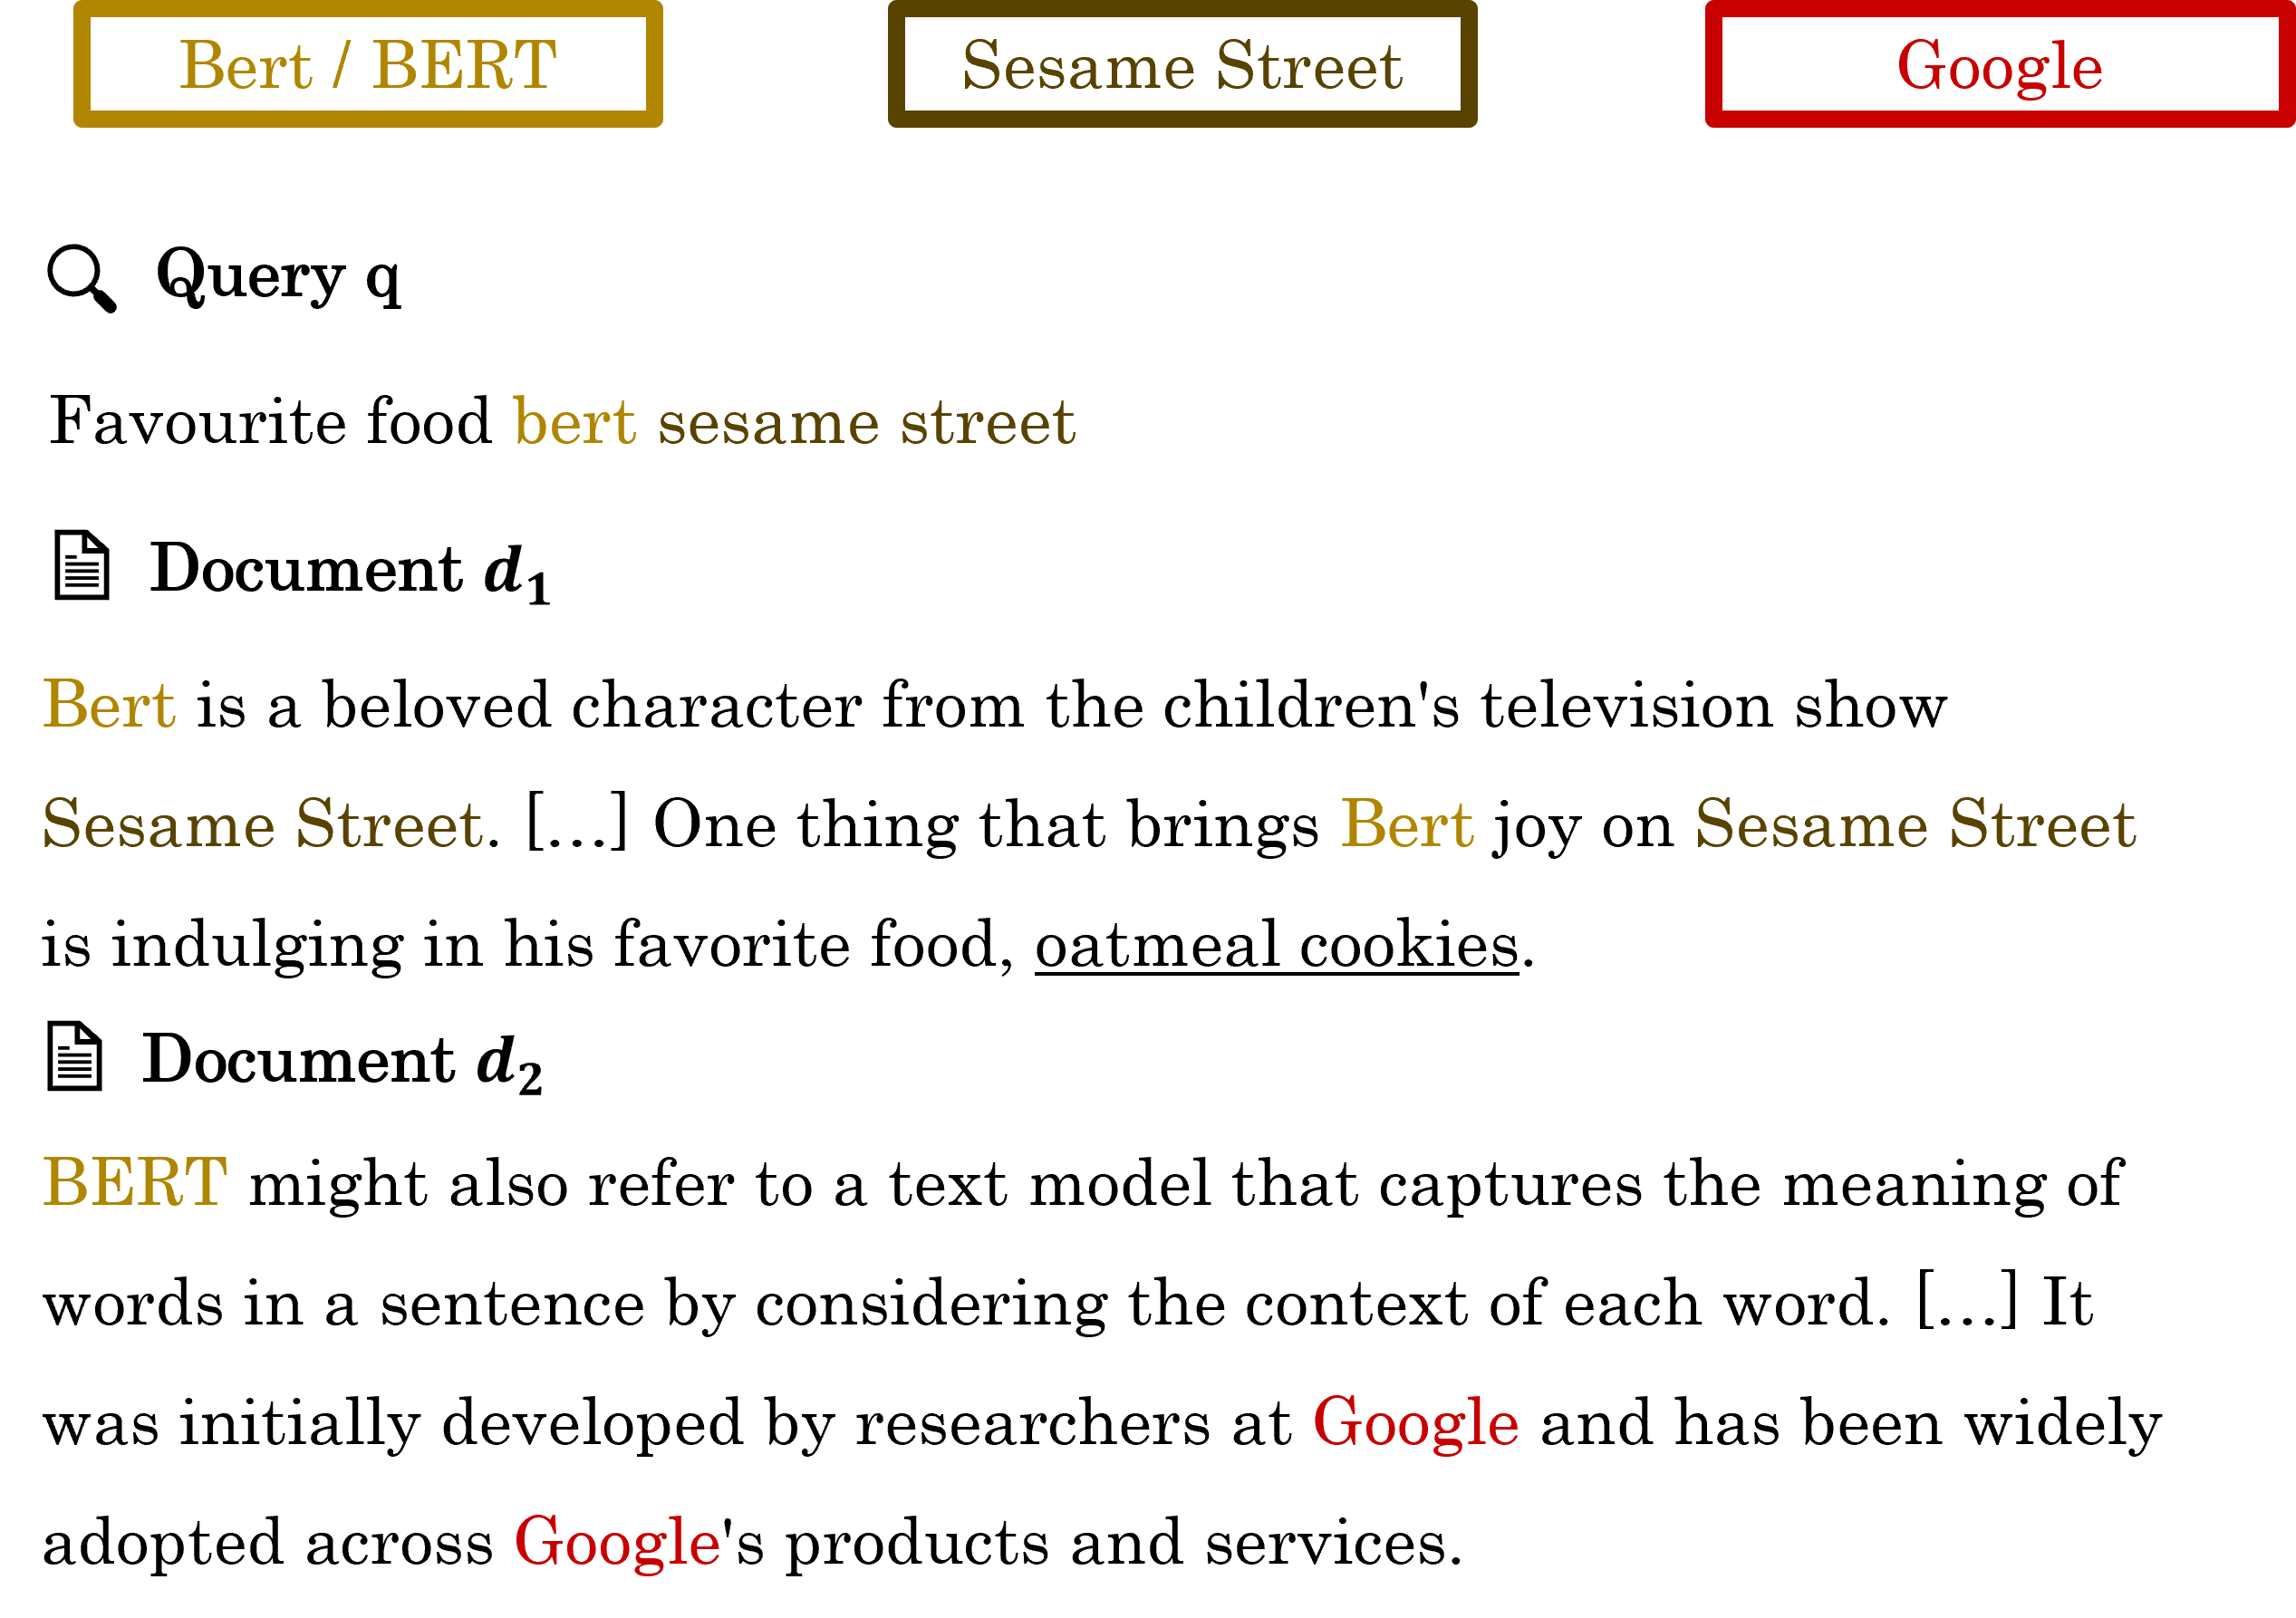 Bert / BERT
Sesame Street
Google
Query q
Favourite food bert sesame street
Document d₁
Bert is a beloved character from the children's television show
Sesame Street. [...] One thing that brings Bert joy on Sesame Street
is indulging in his favorite food, oatmeal cookies.
Document d₂
BERT might also refer to a text model that captures the meaning of
words in a sentence by considering the context of each word. [...] It
was initially developed by researchers at Google and has been widely
adopted across Google's products and services.